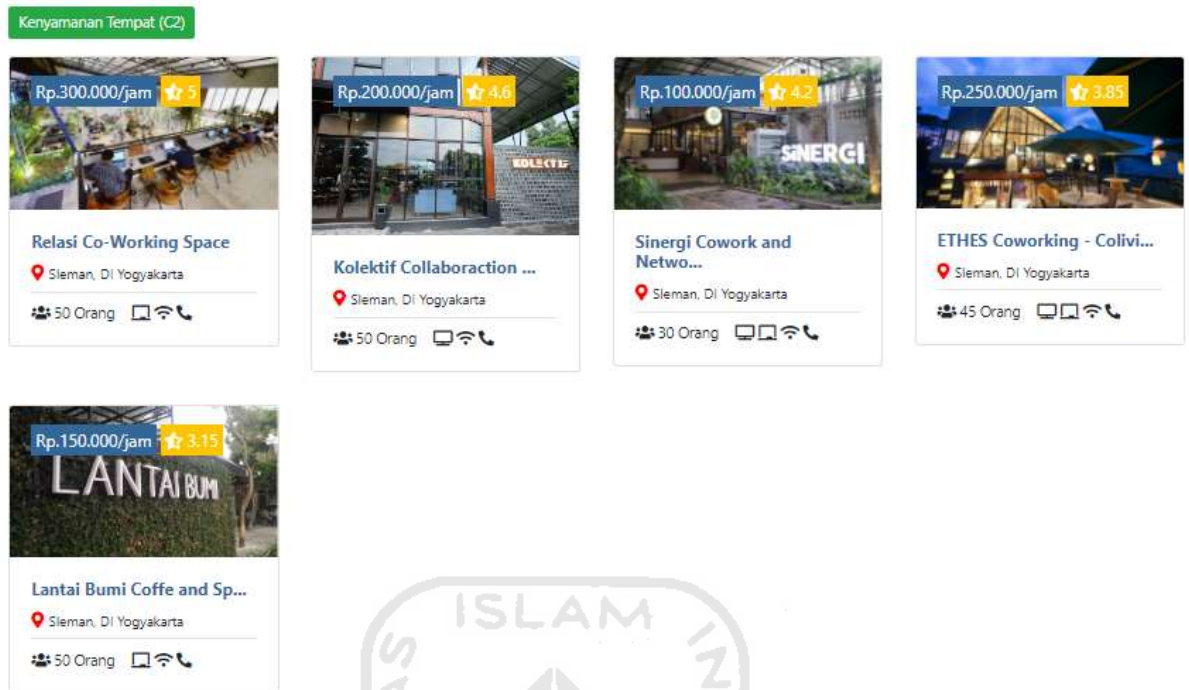 Kenyamanan Tempat (C2)
Rp.300.000/jam 5
Relasi Co-Working Space
Sleman, DI Yogyakarta
50 Orang
Rp.200.000/jam 4.6
KOLEKTIF
Kolektif Collaboraction ...
Sleman, DI Yogyakarta
50 Orang
Rp.100.000/jam 4.2
SiNERGi
Sinergi Cowork and
Netwo...
Sleman, DI Yogyakarta
30 Orang
Rp.250.000/jam 3.85
ETHES Coworking - Colivi...
Sleman, DI Yogyakarta
45 Orang
Rp.150.000/jam 3.15
LANTAI BUMI
Lantai Bumi Coffe and Sp...
Sleman, DI Yogyakarta
50 Orang
ISLAM